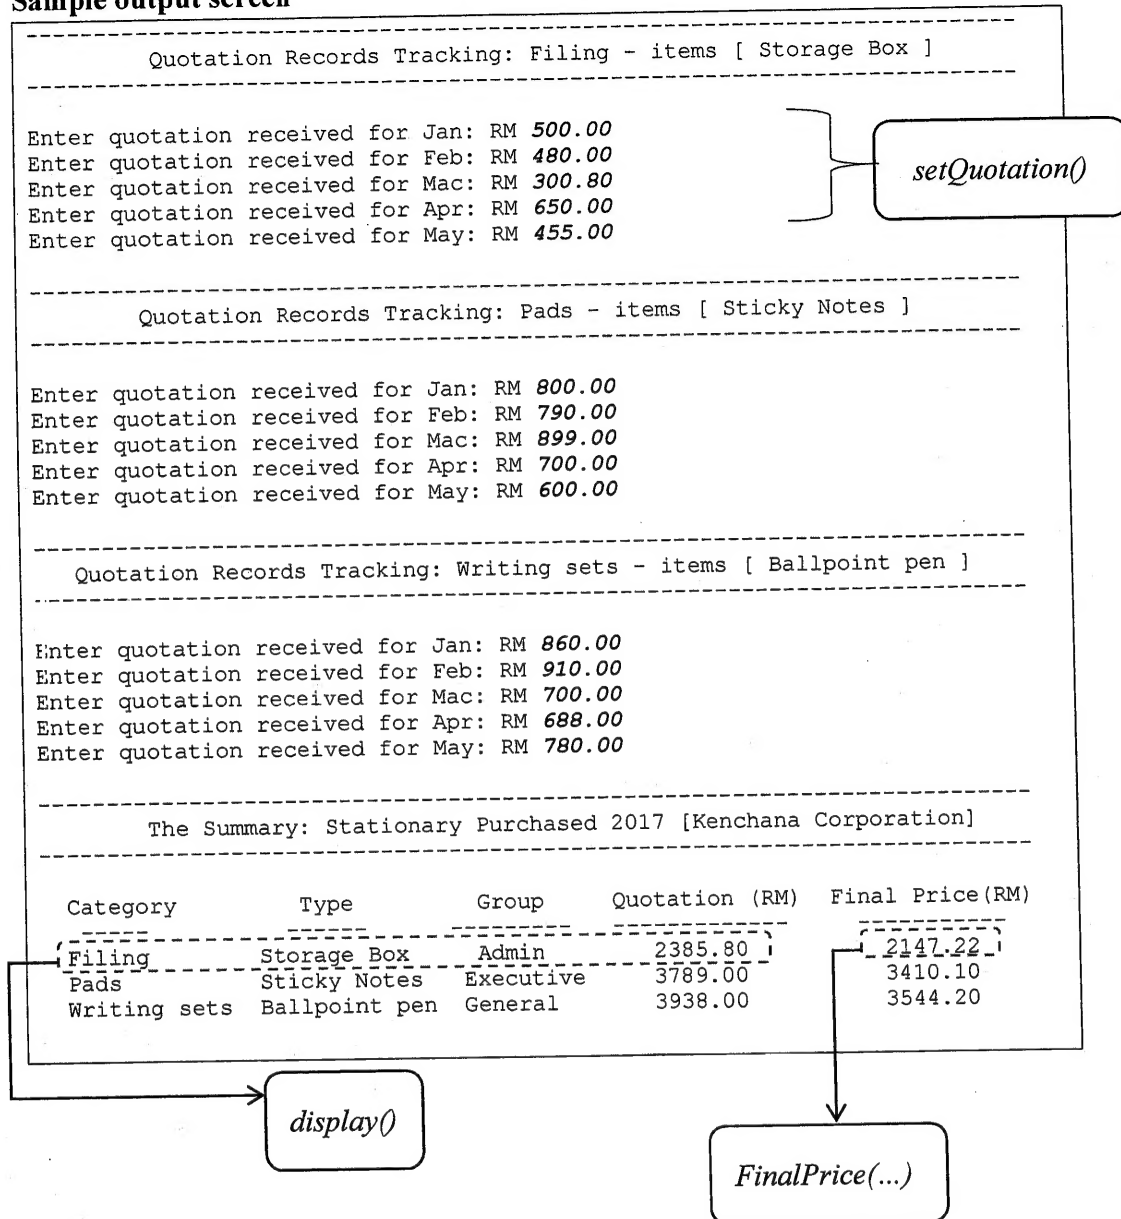 Sample output screen
------------------------------------------------------------
Quotation Records Tracking: Filing - items [ Storage Box ]
------------------------------------------------------------
Enter quotation received for Jan: RM 500.00
Enter quotation received for Feb: RM 480.00
Enter quotation received for Mac: RM 300.80
Enter quotation received for Apr: RM 650.00
Enter quotation received for May: RM 455.00
setQuotation()
------------------------------------------------------------
Quotation Records Tracking: Pads - items [ Sticky Notes ]
------------------------------------------------------------
Enter quotation received for Jan: RM 800.00
Enter quotation received for Feb: RM 790.00
Enter quotation received for Mac: RM 899.00
Enter quotation received for Apr: RM 700.00
Enter quotation received for May: RM 600.00
------------------------------------------------------------
Quotation Records Tracking: Writing sets - items [ Ballpoint pen ]
------------------------------------------------------------
Enter quotation received for Jan: RM 860.00
Enter quotation received for Feb: RM 910.00
Enter quotation received for Mac: RM 700.00
Enter quotation received for Apr: RM 688.00
Enter quotation received for May: RM 780.00
------------------------------------------------------------
The Summary: Stationary Purchased 2017 [Kenchana Corporation]
------------------------------------------------------------
Category Type Group Quotation (RM) Final Price(RM)
Filing Storage Box Admin 2385.80 2147.22
Pads Sticky Notes Executive 3789.00 3410.10
Writing sets Ballpoint pen General 3938.00 3544.20
display()
FinalPrice(...)